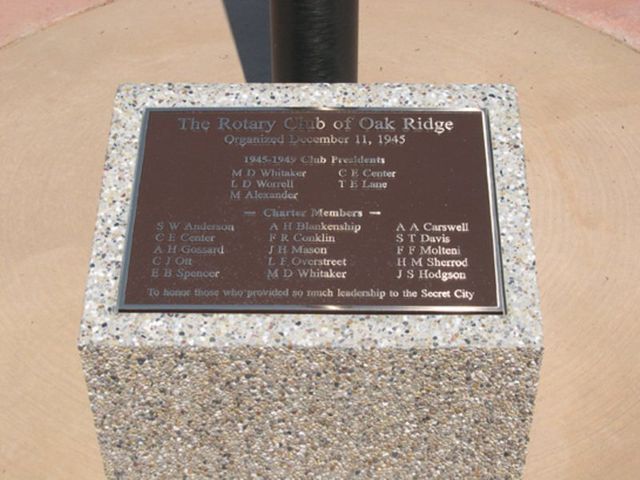 The Rotary Club of Oak Ridge
Organized December 11, 1945
1945-1949 Club Presidents
M D Whitaker C E Center
L D Worrell T E Lane
M Alexander
— Charter Members —
S W Anderson A H Blankenship A A Carswell
C E Center F R Conklin S T Davis
A H Gossard J H Mason F F Molteni
C J Ott L F Overstreet H M Sherrod
E B Spencer M D Whitaker J S Hodgson
To honor those who provided so much leadership to the Secret City